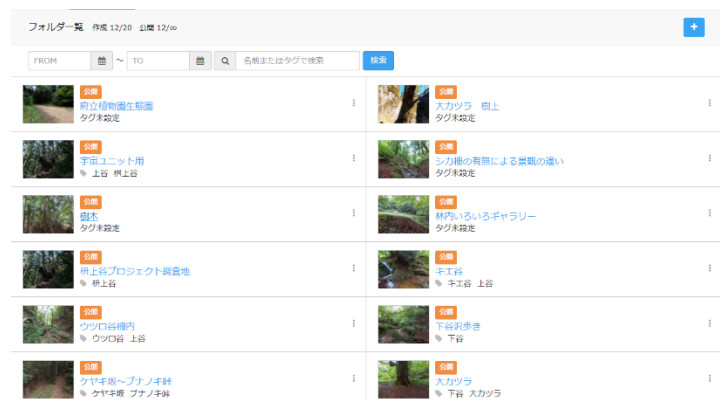 フォルダ一覧 作成 12/20 公開 12/∞
+
FROM ~ TO 名前またはタグで検索 検索
公開
府立植物園生態園
タグ未設定
公開
大カツラ 樹上
タグ未設定
公開
宇宙ユニット用
上谷 桝上谷
公開
シカ柵の有無による景観の違い
タグ未設定
公開
樹木
タグ未設定
公開
林内いろいろギャラリー
タグ未設定
公開
枡上谷プロジェクト調査地
枡上谷
公開
キエ谷
キエ谷 上谷
公開
ウツロ谷柵内
ウツロ谷 上谷
公開
下谷沢歩き
下谷
公開
ケヤキ坂~ブナノキ峠
ケヤキ坂 ブナノキ峠
公開
大カツラ
下谷 大カツラ